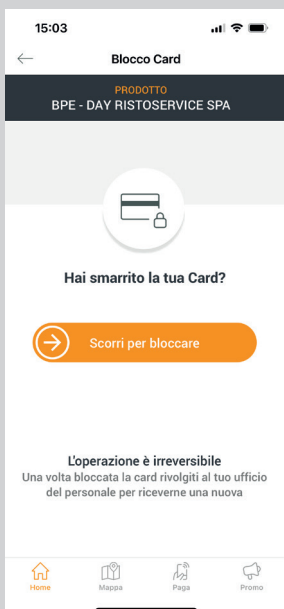 15:03
Blocco Card
PRODOTTO
BPE - DAY RISTOSERVICE SPA
Hai smarrito la tua Card?
Scorri per bloccare
L'operazione è irreversibile
Una volta bloccata la card rivolgiti al tuo ufficio
del personale per riceverne una nuova
Home Mappa Paga Promo